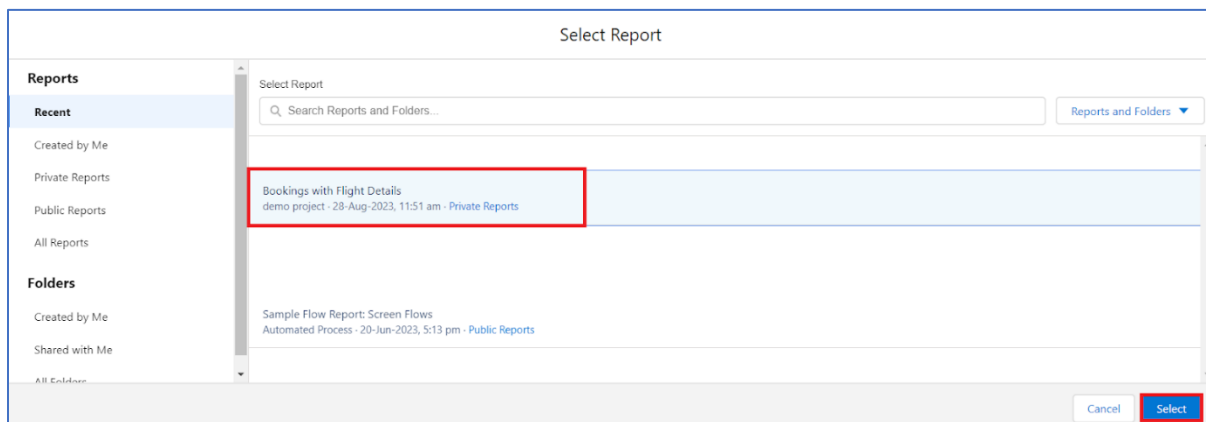 Select Report
Reports
Recent
Created by Me
Private Reports
Public Reports
All Reports
Folders
Created by Me
Shared with Me
All Folders
Select Report
Search Reports and Folders...
Reports and Folders
Bookings with Flight Details
demo project - 28-Aug-2023, 11:51 am - Private Reports
Sample Flow Report: Screen Flows
Automated Process - 20-Jun-2023, 5:13 pm - Public Reports
Cancel
Select